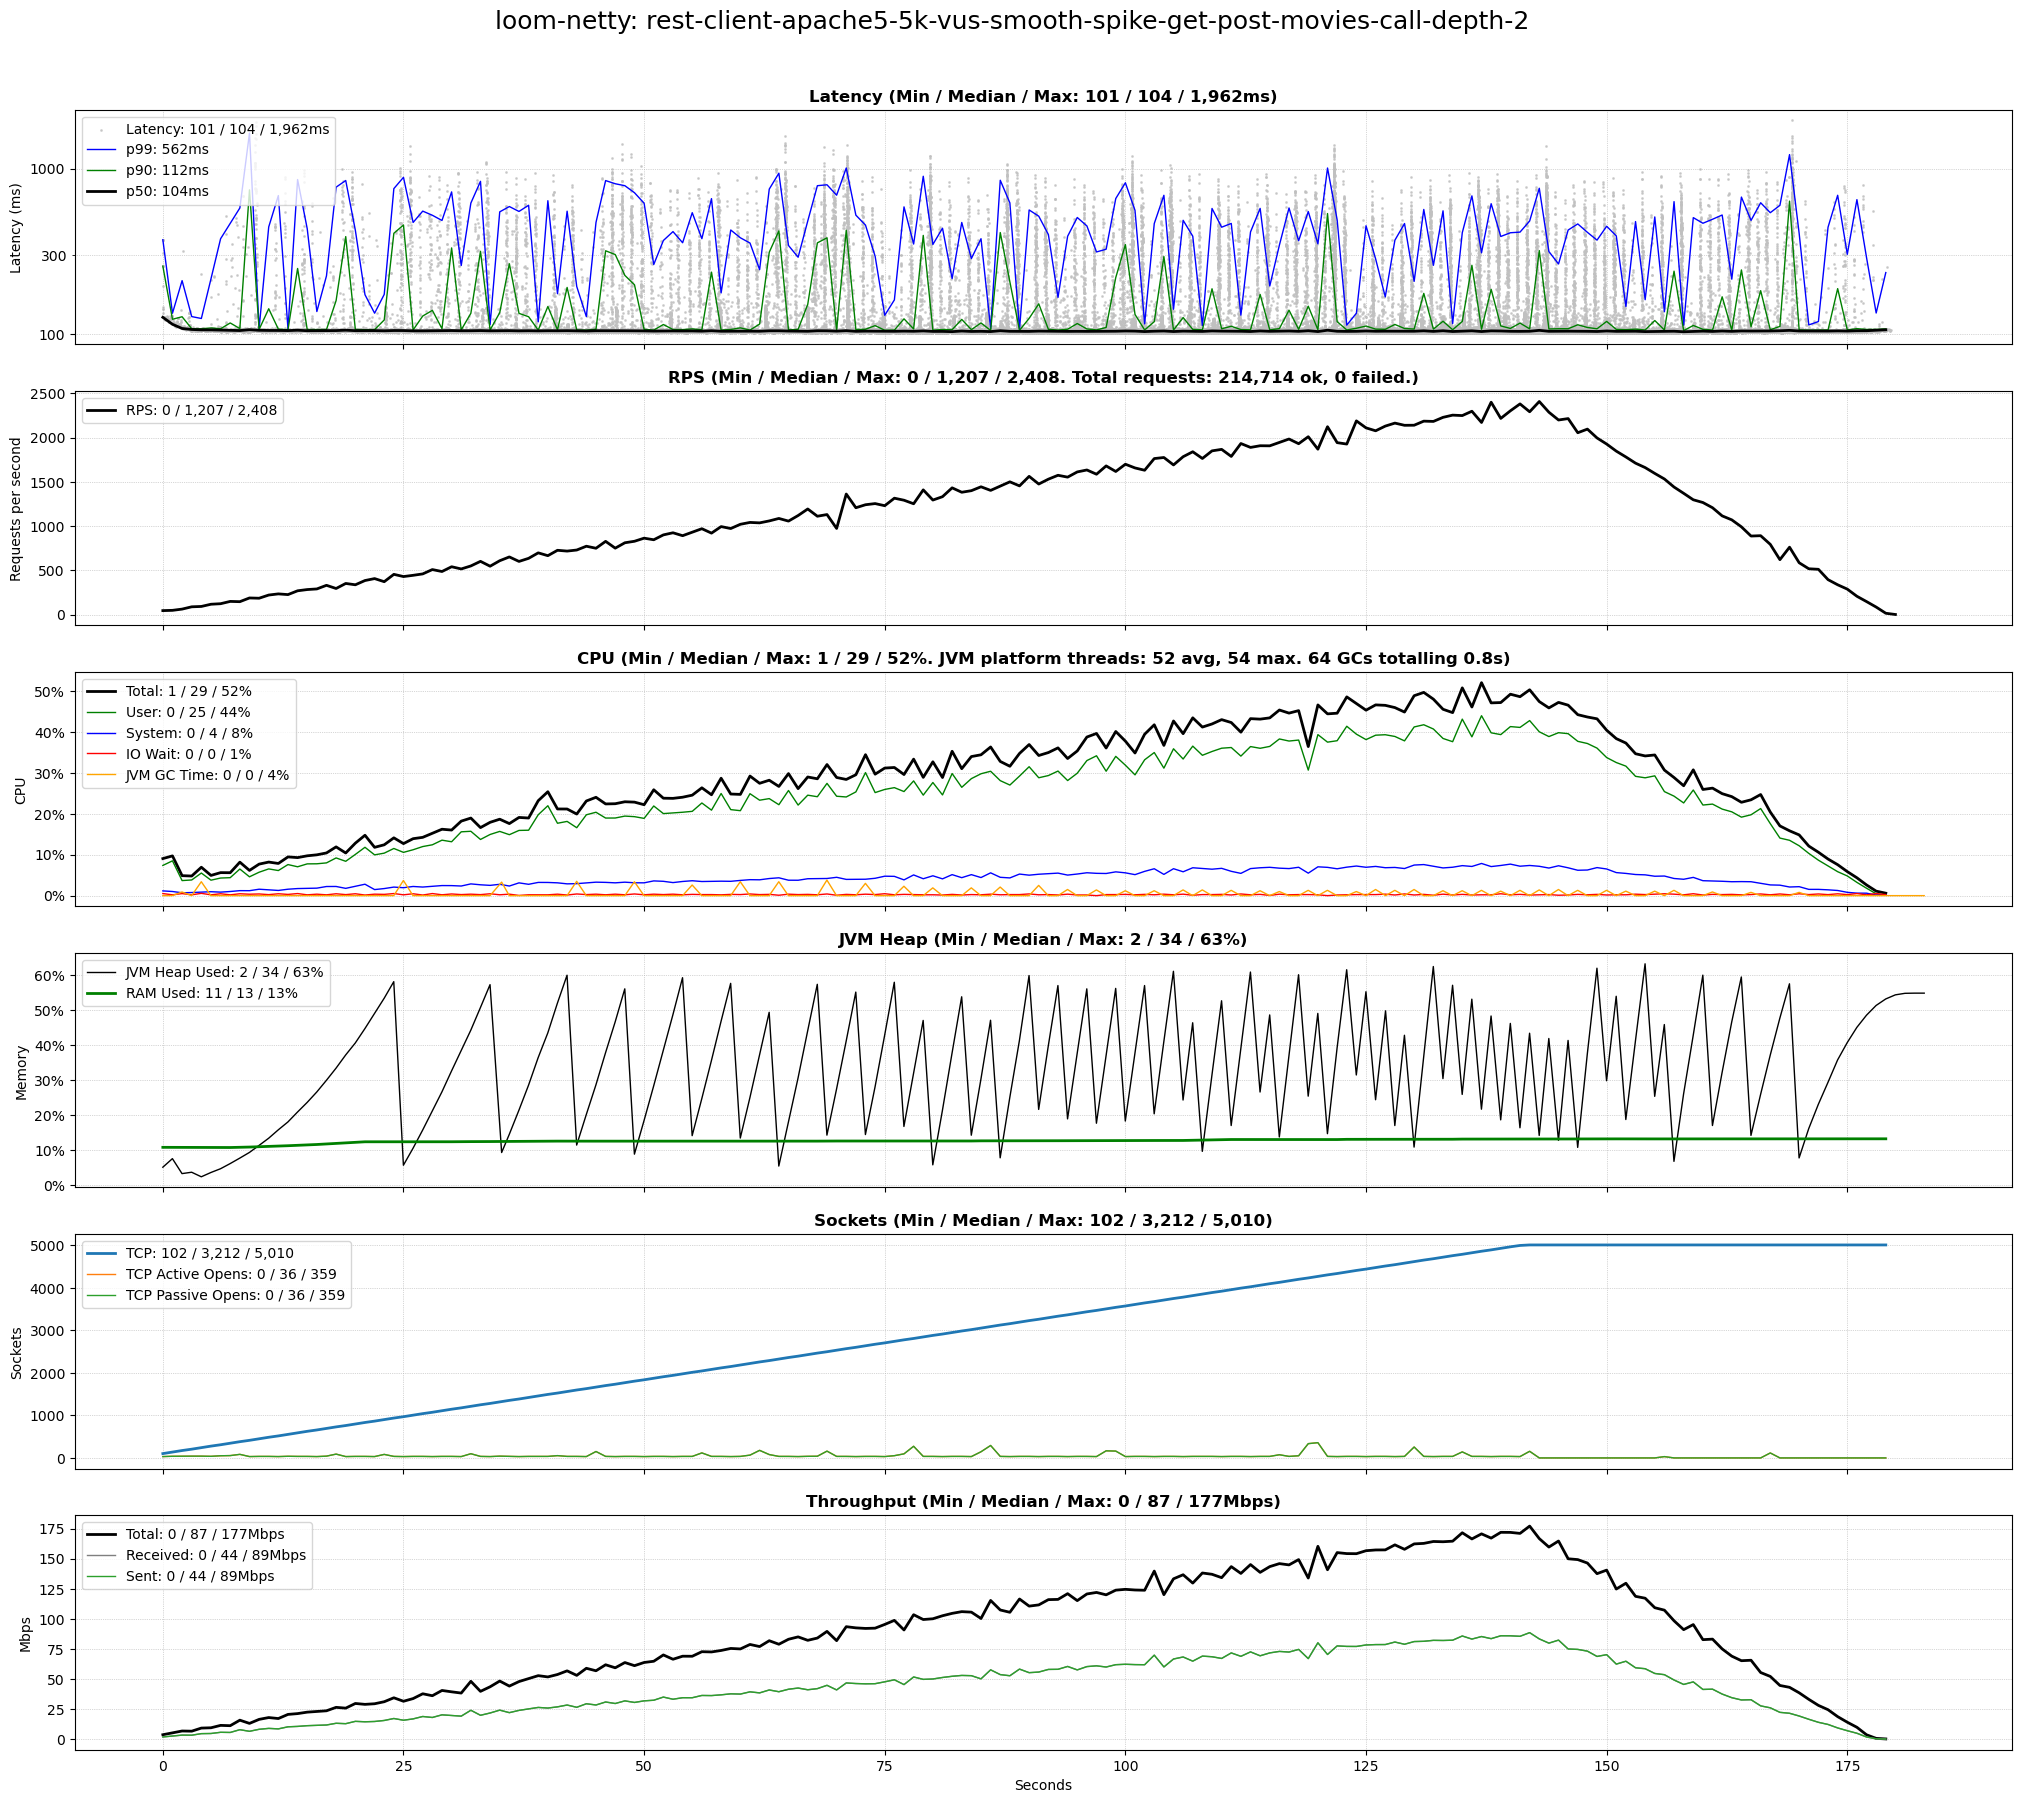 loom-netty: rest-client-apache5-5k-vus-smooth-spike-get-post-movies-call-depth-2
Latency (Min / Median / Max: 101 / 104 / 1,962ms)
Latency: 101 / 104 / 1,962ms
p99: 562ms
p90: 112ms
p50: 104ms
Latency (ms)
1000
300
100
RPS (Min / Median / Max: 0 / 1,207 / 2,408. Total requests: 214,714 ok, 0 failed.)
RPS: 0 / 1,207 / 2,408
Requests per second
2500
2000
1500
1000
500
0
CPU (Min / Median / Max: 1 / 29 / 52%. JVM platform threads: 52 avg, 54 max. 64 GCs totalling 0.8s)
Total: 1 / 29 / 52%
User: 0 / 25 / 44%
System: 0 / 4 / 8%
IO Wait: 0 / 0 / 1%
JVM GC Time: 0 / 0 / 4%
CPU
50%
40%
30%
20%
10%
0%
JVM Heap (Min / Median / Max: 2 / 34 / 63%)
JVM Heap Used: 2 / 34 / 63%
RAM Used: 11 / 13 / 13%
Memory
60%
50%
40%
30%
20%
10%
0%
Sockets (Min / Median / Max: 102 / 3,212 / 5,010)
TCP: 102 / 3,212 / 5,010
TCP Active Opens: 0 / 36 / 359
TCP Passive Opens: 0 / 36 / 359
Sockets
5000
4000
3000
2000
1000
0
Throughput (Min / Median / Max: 0 / 87 / 177Mbps)
Total: 0 / 87 / 177Mbps
Received: 0 / 44 / 89Mbps
Sent: 0 / 44 / 89Mbps
Mbps
175
150
125
100
75
50
25
0
0 25 50 75 100 125 150 175
Seconds